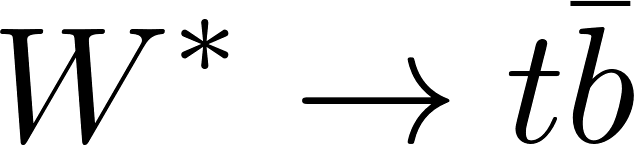 W* → tb̄